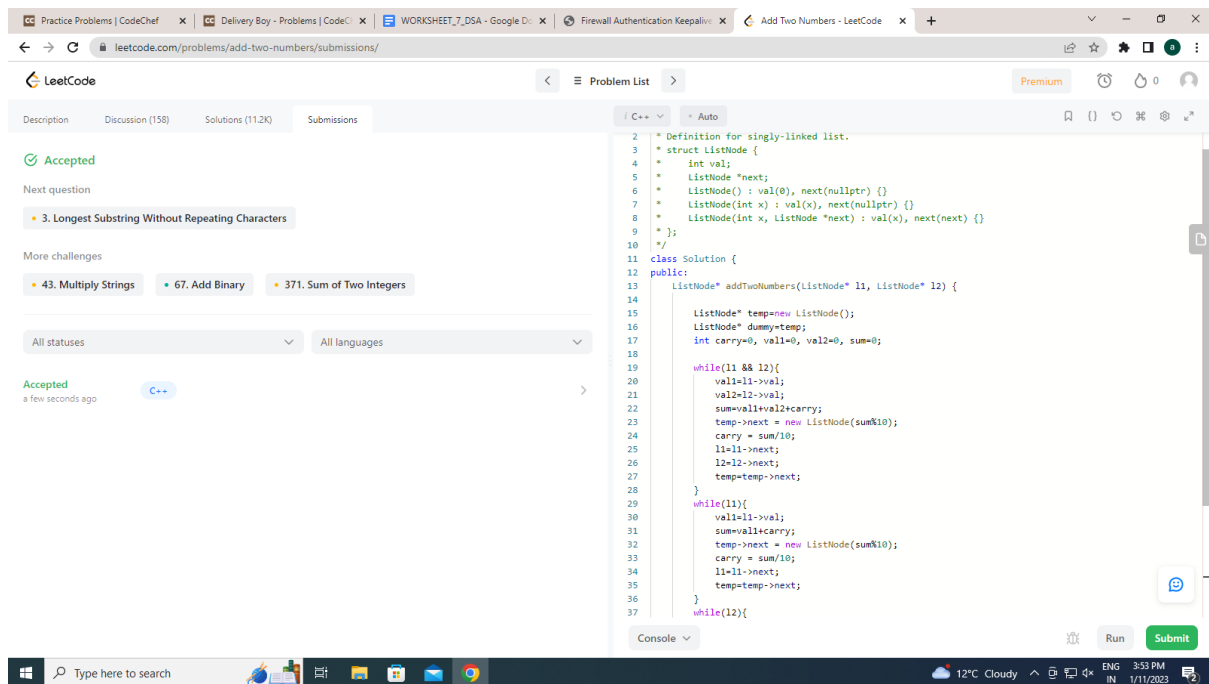 Practice Problems | CodeChef
Delivery Boy - Problems | CodeC
WORKSHEET_7_DSA - Google Do
Firewall Authentication Keepalive
Add Two Numbers - LeetCode
leetcode.com/problems/add-two-numbers/submissions/
a
LeetCode
Problem List
Premium
0
Description
Discussion (158)
Solutions (11.2K)
Submissions
i C++
Auto
Accepted
Next question
3. Longest Substring Without Repeating Characters
More challenges
43. Multiply Strings
67. Add Binary
371. Sum of Two Integers
All statuses
All languages
Accepted
a few seconds ago
C++
2 * Definition for singly-linked list.
3 * struct ListNode {
4 *     int val;
5 *     ListNode *next;
6 *     ListNode() : val(0), next(nullptr) {}
7 *     ListNode(int x) : val(x), next(nullptr) {}
8 *     ListNode(int x, ListNode *next) : val(x), next(next) {}
9 * };
10 */
11 class Solution {
12 public:
13     ListNode* addTwoNumbers(ListNode* l1, ListNode* l2) {
14
15         ListNode* temp=new ListNode();
16         ListNode* dummy=temp;
17         int carry=0, val1=0, val2=0, sum=0;
18
19         while(l1 && l2){
20             val1=l1->val;
21             val2=l2->val;
22             sum=val1+val2+carry;
23             temp->next = new ListNode(sum%10);
24             carry = sum/10;
25             l1=l1->next;
26             l2=l2->next;
27             temp=temp->next;
28         }
29         while(l1){
30             val1=l1->val;
31             sum=val1+carry;
32             temp->next = new ListNode(sum%10);
33             carry = sum/10;
34             l1=l1->next;
35             temp=temp->next;
36         }
37         while(l2){
Console
Run
Submit
Type here to search
12°C Cloudy
ENG
IN
3:53 PM
1/11/2023
2